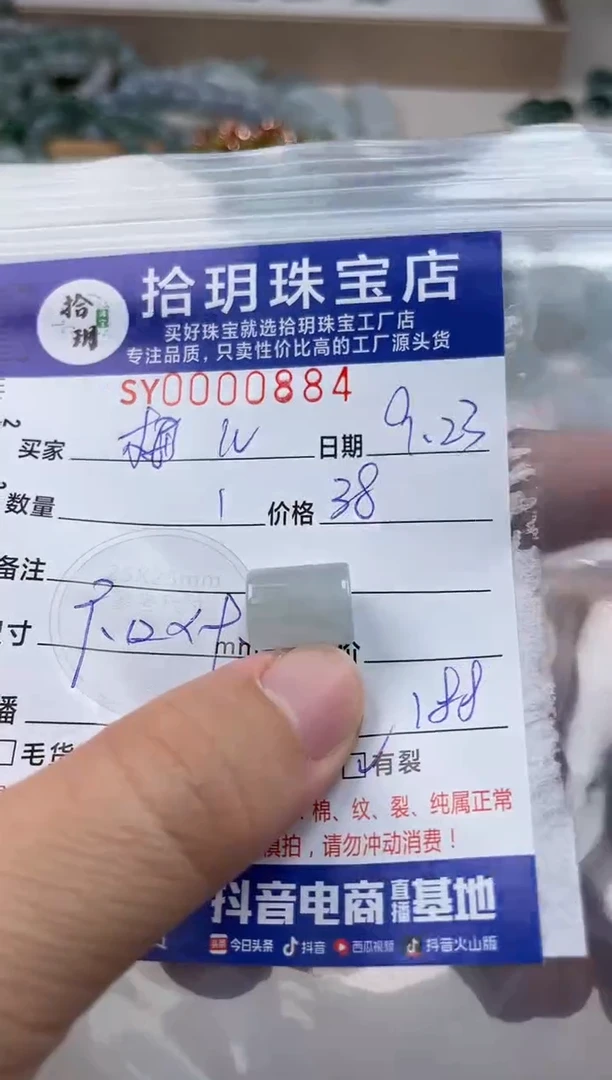 拾玥
拾玥珠宝店
买好珠宝就选拾玥珠宝工厂店
专注品质，只卖性价比高的工厂源头货
SY0000884
买家 日期 9.23
数量 1 价格 38
备注
寸 mm
播 188
毛货 有裂
棉、纹、裂、纯属正常
慎拍，请勿冲动消费！
抖音电商直播基地
今日头条 抖音 西瓜视频 抖音火山版